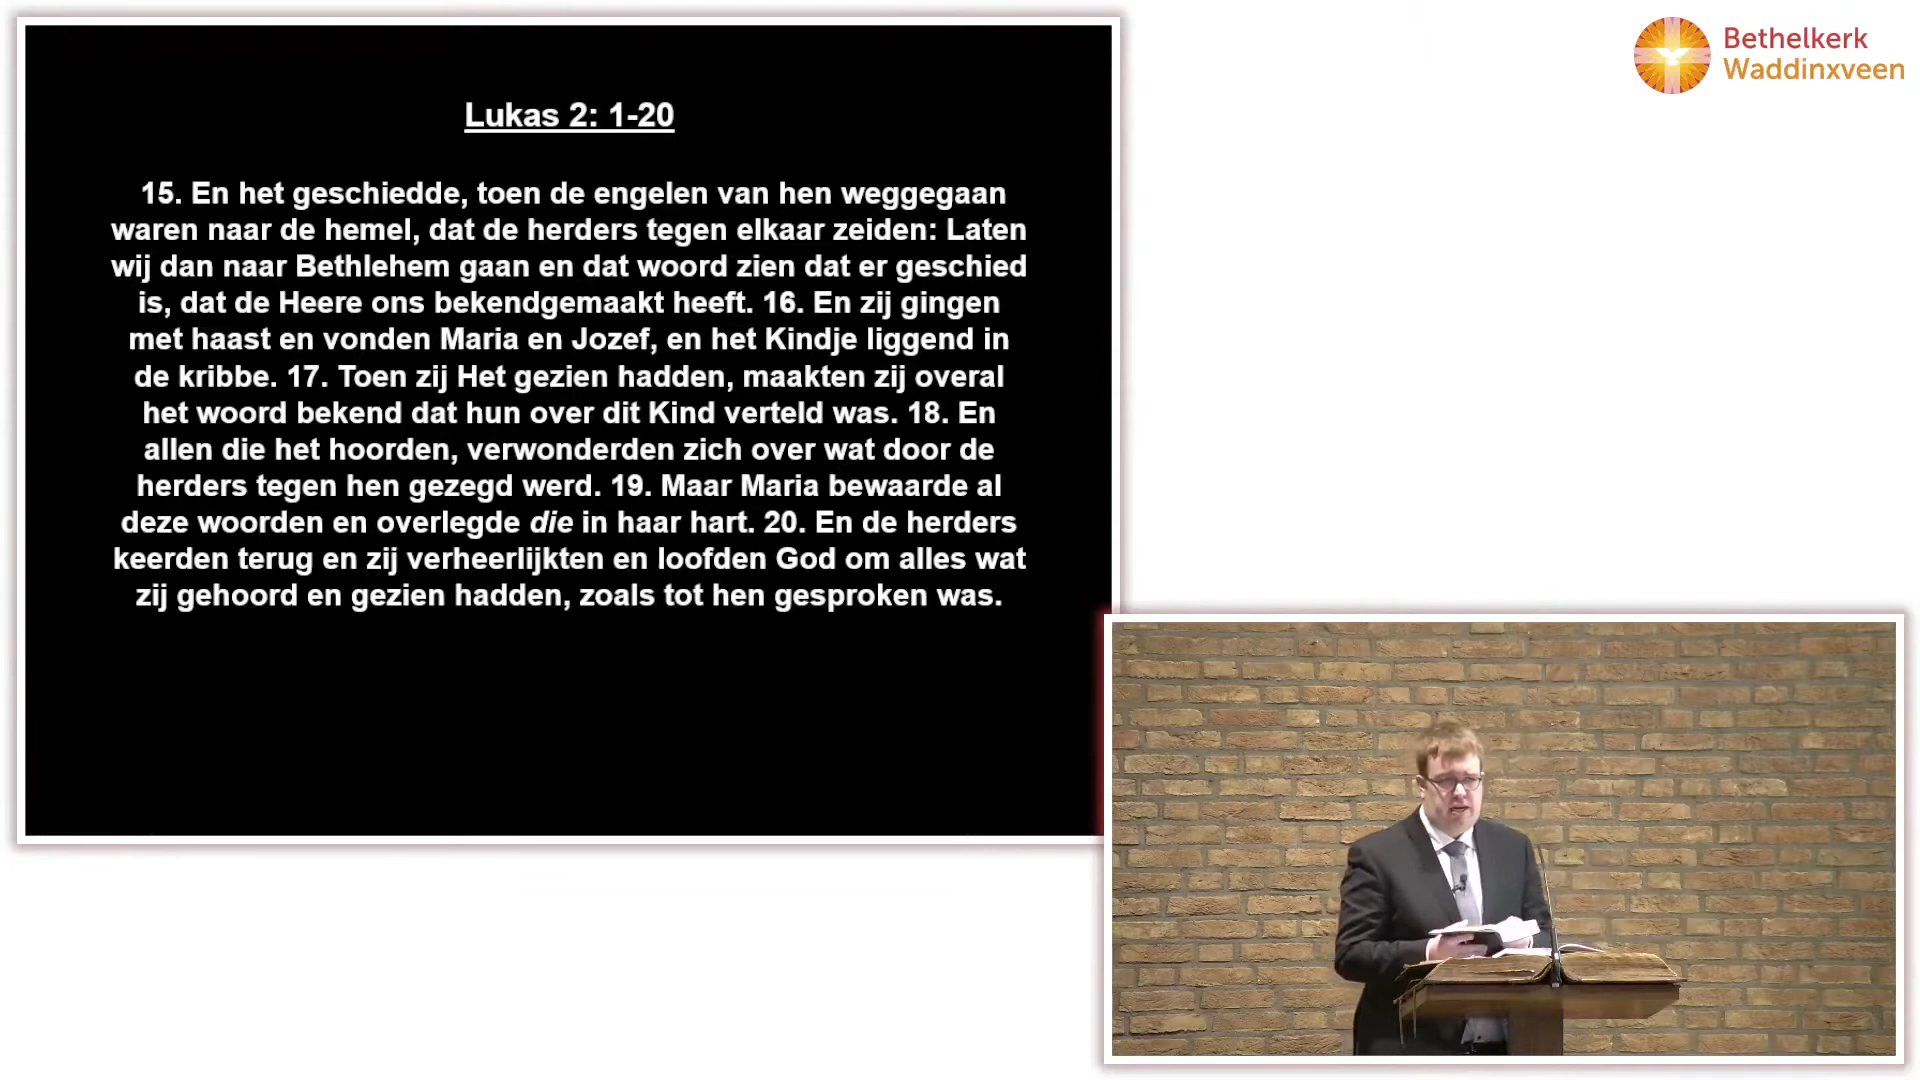 Lukas 2: 1-20
15. En het geschiedde, toen de engelen van hen weggegaan
waren naar de hemel, dat de herders tegen elkaar zeiden: Laten
wij dan naar Bethlehem gaan en dat woord zien dat er geschied
is, dat de Heere ons bekendgemaakt heeft. 16. En zij gingen
met haast en vonden Maria en Jozef, en het Kindje liggend in
de kribbe. 17. Toen zij Het gezien hadden, maakten zij overal
het woord bekend dat hun over dit Kind verteld was. 18. En
allen die het hoorden, verwonderden zich over wat door de
herders tegen hen gezegd werd. 19. Maar Maria bewaarde al
deze woorden en overlegde die in haar hart. 20. En de herders
keerden terug en zij verheerlijkten en loofden God om alles wat
zij gehoord en gezien hadden, zoals tot hen gesproken was.
Bethelkerk
Waddinxveen